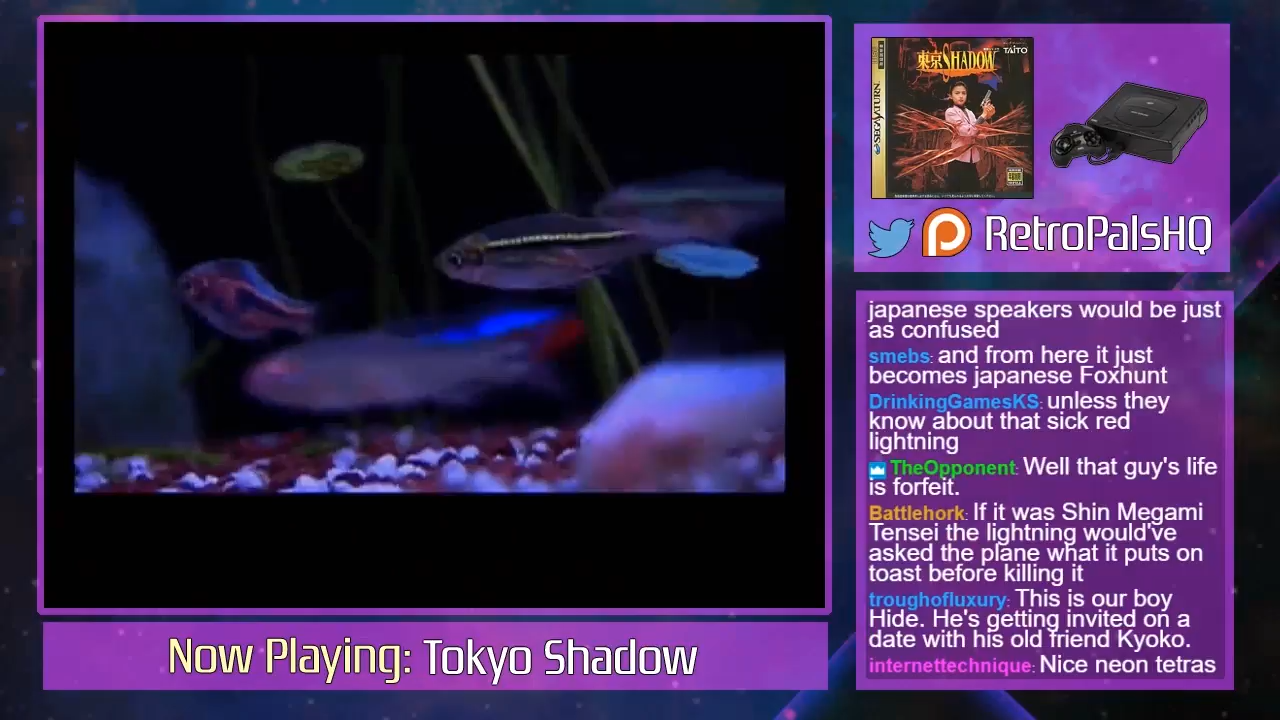 東京SHADOW
TAITO
SEGA SATURN
RetroPalsHQ
japanese speakers would be just
as confused
smebs: and from here it just
becomes japanese Foxhunt
DrinkingGamesKS: unless they
know about that sick red
lightning
TheOpponent: Well that guy's life
is forfeit.
Battlehork: If it was Shin Megami
Tensei the lightning would've
asked the plane what it puts on
toast before killing it
troughofluxury: This is our boy
Hide. He's getting invited on a
date with his old friend Kyoko.
internettechnique: Nice neon tetras
Now Playing: Tokyo Shadow